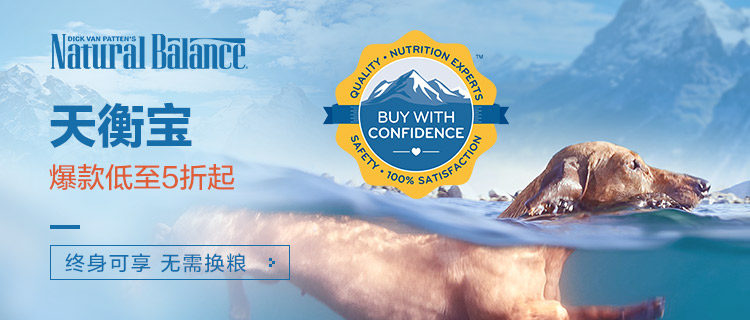 DICK VAN PATTEN'S
Natural Balance®
天衡宝
爆款低至5折起
终身可享 无需换粮
QUALITY • NUTRITION EXPERTS
TM
BUY WITH
CONFIDENCE
SAFETY • 100% SATISFACTION